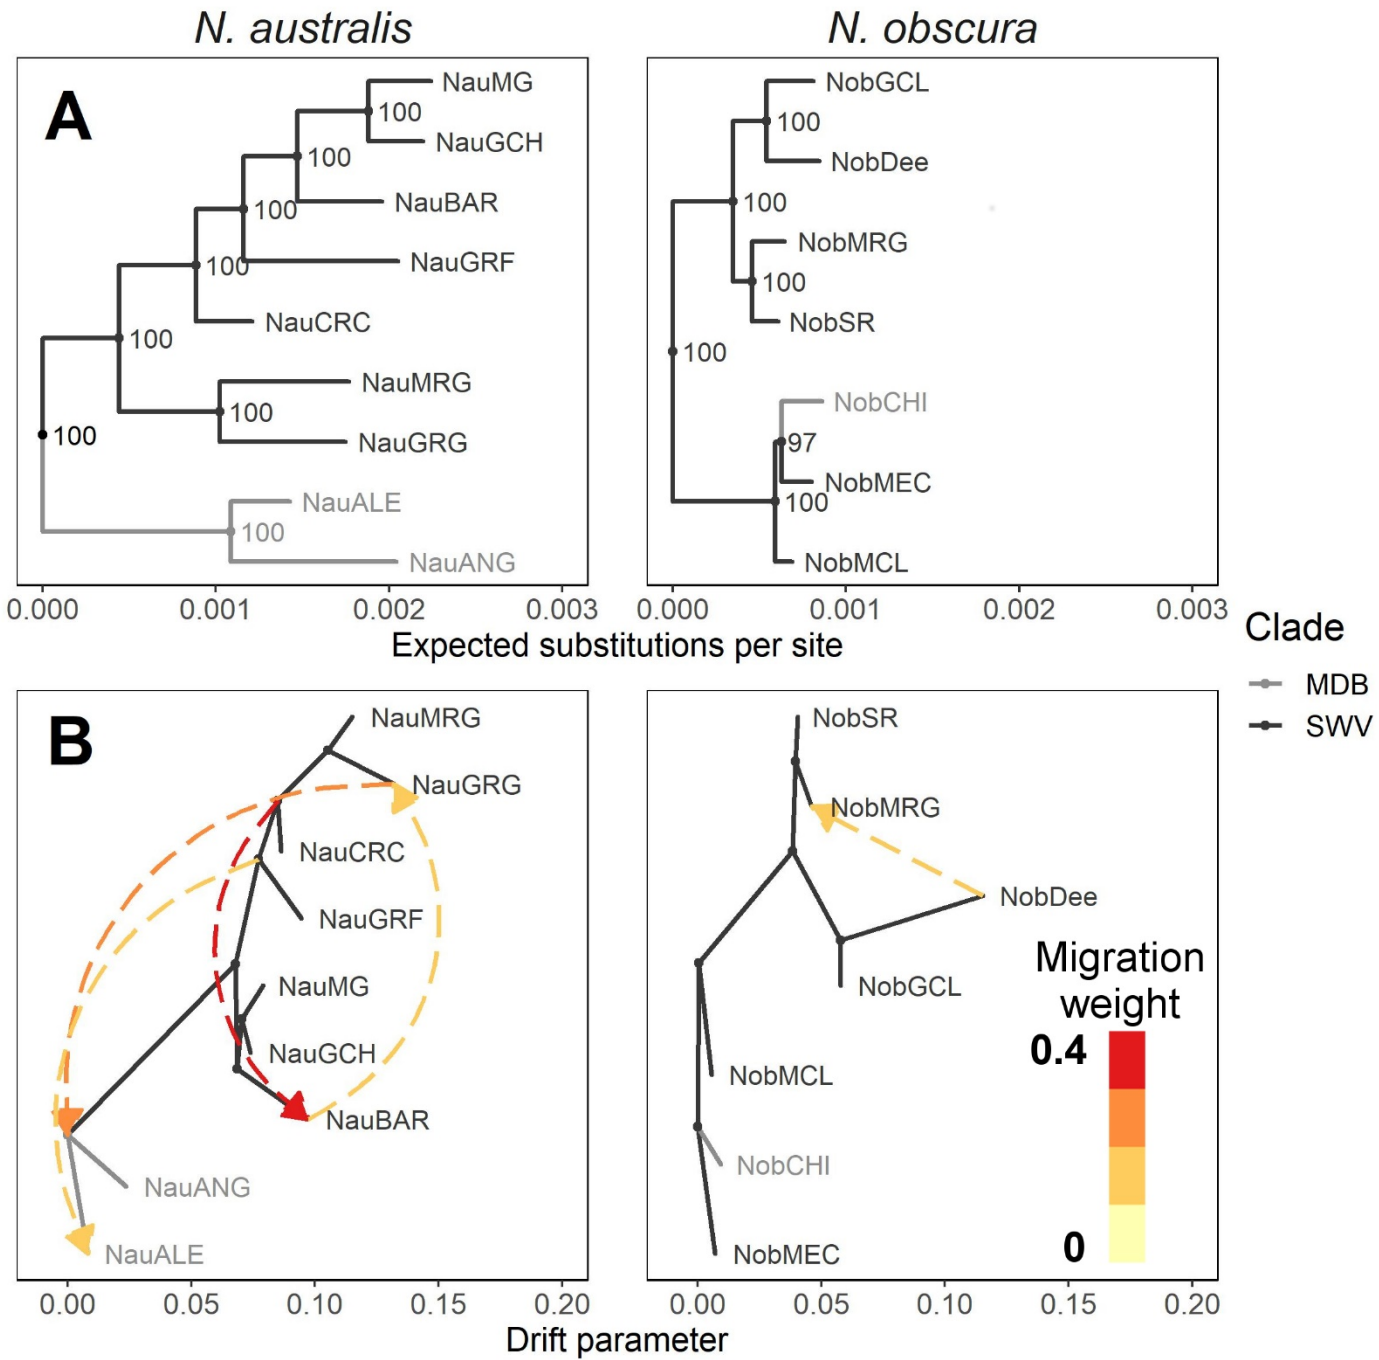 N. australis
N. obscura
A
NauMG
100
NauGCH
100
NauBAR
100
NauGRF
100
NauCRC
100
NauMRG
100
NauGRG
100
NauALE
100
NauANG
NobGCL
100
NobDee
100
NobMRG
100
NobSR
100
NobCHI
97
NobMEC
100
NobMCL
0.000 0.001 0.002 0.003
0.000 0.001 0.002 0.003
Expected substitutions per site
Clade
MDB
SWV
B
NauMRG
NauGRG
NauCRC
NauGRF
NauMG
NauGCH
NauBAR
NauANG
NauALE
NobSR
NobMRG
NobDee
NobGCL
NobMCL
NobCHI
NobMEC
Migration
weight
0.4
0
0.00 0.05 0.10 0.15 0.20
0.00 0.05 0.10 0.15 0.20
Drift parameter